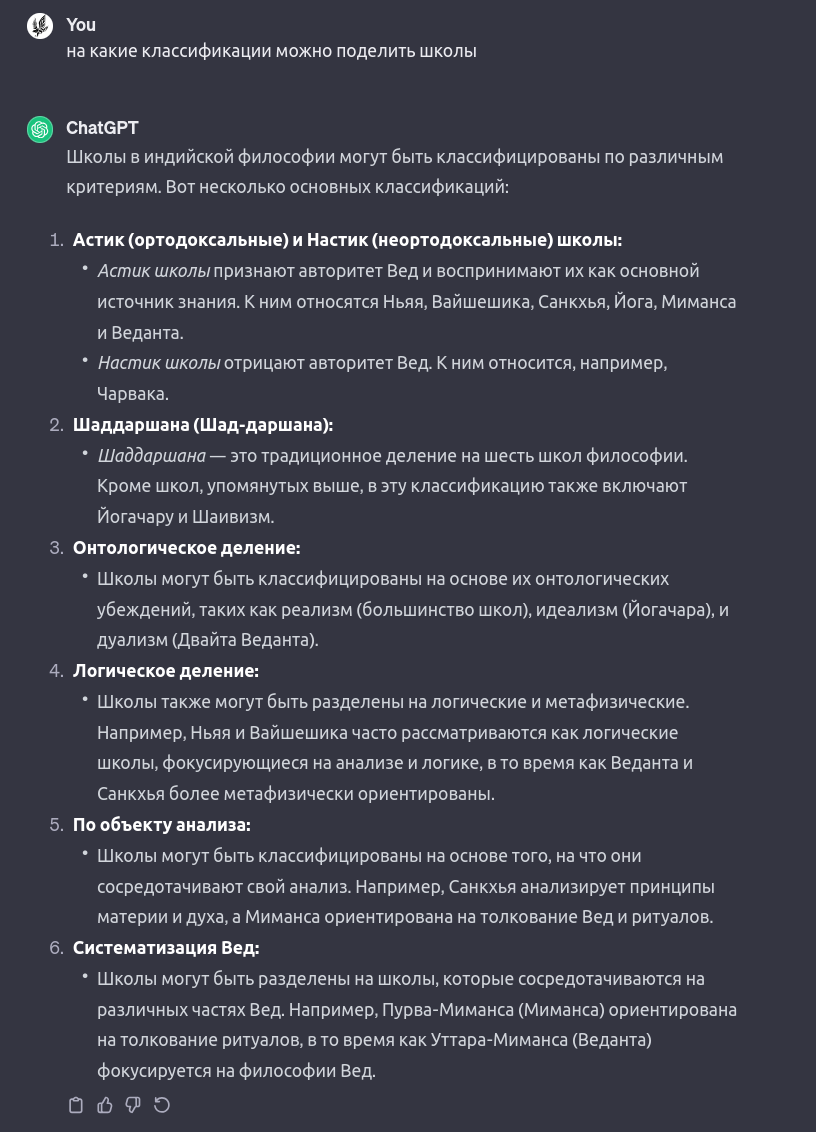 You
на какие классификации можно поделить школы
ChatGPT
Школы в индийской философии могут быть классифицированы по различным
критериям. Вот несколько основных классификаций:
1. Астик (ортодоксальные) и Настик (неортодоксальные) школы:
• Астик школы признают авторитет Вед и воспринимают их как основной
источник знания. К ним относятся Ньяя, Вайшешика, Санкхья, Йога, Миманса
и Веданта.
• Настик школы отрицают авторитет Вед. К ним относится, например,
Чарвака.
2. Шаддаршана (Шад-даршана):
• Шаддаршана — это традиционное деление на шесть школ философии.
Кроме школ, упомянутых выше, в эту классификацию также включают
Йогачару и Шаивизм.
3. Онтологическое деление:
• Школы могут быть классифицированы на основе их онтологических
убеждений, таких как реализм (большинство школ), идеализм (Йогачара), и
дуализм (Двайта Веданта).
4. Логическое деление:
• Школы также могут быть разделены на логические и метафизические.
Например, Ньяя и Вайшешика часто рассматриваются как логические
школы, фокусирующиеся на анализе и логике, в то время как Веданта и
Санкхья более метафизически ориентированы.
5. По объекту анализа:
• Школы могут быть классифицированы на основе того, на что они
сосредотачивают свой анализ. Например, Санкхья анализирует принципы
материи и духа, а Миманса ориентирована на толкование Вед и ритуалов.
6. Систематизация Вед:
• Школы могут быть разделены на школы, которые сосредотачиваются на
различных частях Вед. Например, Пурва-Миманса (Миманса) ориентирована
на толкование ритуалов, в то время как Уттара-Миманса (Веданта)
фокусируется на философии Вед.